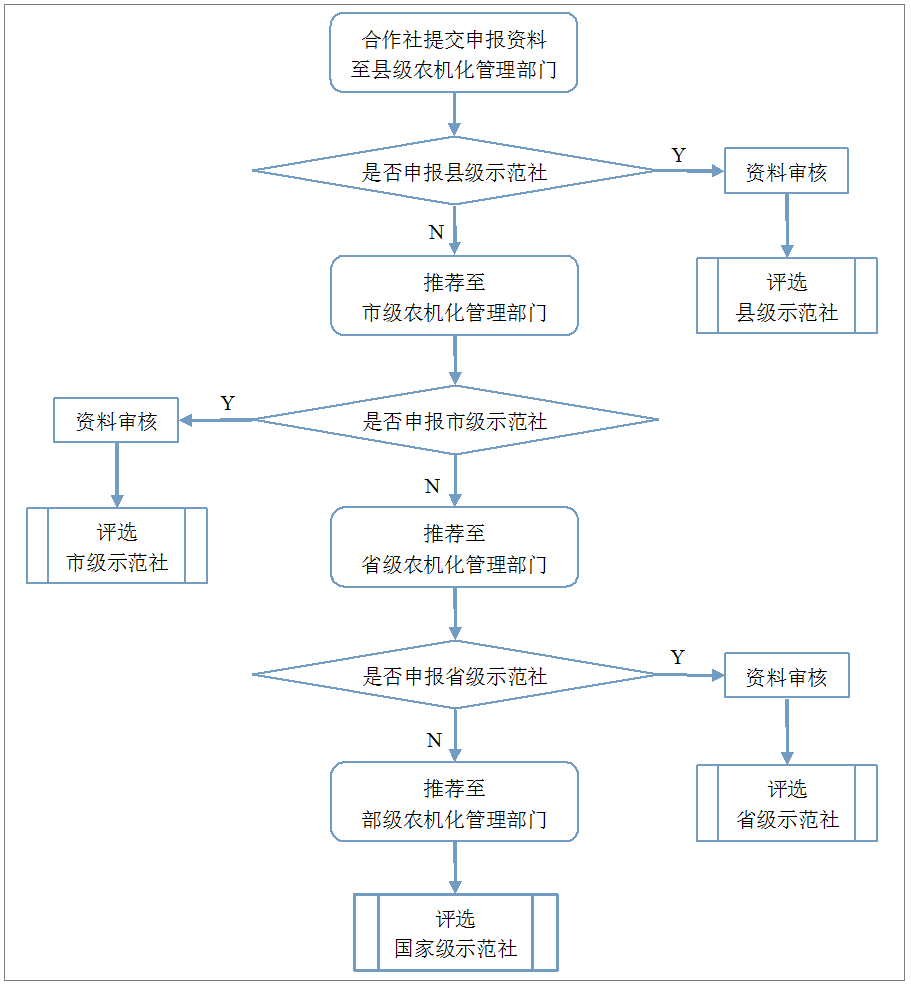 合作社提交申报资料
至县级农机化管理部门
是否申报县级示范社
Y
资料审核
N
评选
县级示范社
推荐至
市级农机化管理部门
是否申报市级示范社
Y
资料审核
N
评选
市级示范社
推荐至
省级农机化管理部门
是否申报省级示范社
Y
资料审核
N
评选
省级示范社
推荐至
部级农机化管理部门
评选
国家级示范社